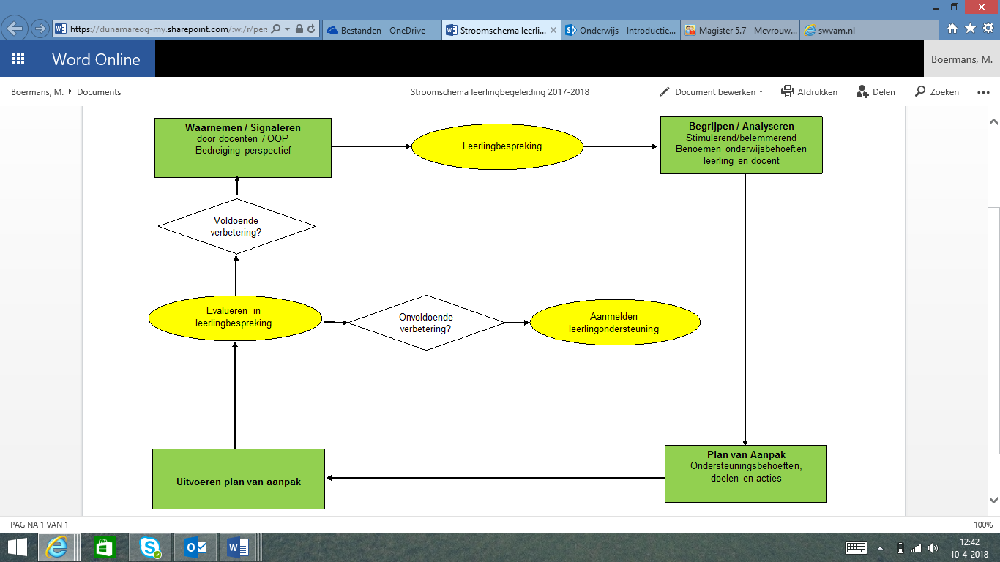 https://dunamareog-my.sharepoint.com/:w:/r/per
Bestanden - OneDrive
Stroomschema leerli...
Onderwijs - Introductie...
Magister 5.7 - Mevrouw...
swvam.nl
Word Online
Boermans, M.
Boermans, M. Documents
Stroomschema leerlingbegeleiding 2017-2018
Document bewerken
Afdrukken
Delen
Zoeken
Waarnemen / Signaleren
door docenten / OOP
Bedreiging perspectief
Leerlingbespreking
Begrijpen / Analyseren
Stimulerend/belemmerend
Benoemen onderwijsbehoeften
leerling en docent
Voldoende
verbetering?
Evalueren in
leerlingbespreking
Onvoldoende
verbetering?
Aanmelden
leerlingondersteuning
Uitvoeren plan van aanpak
Plan van Aanpak
Ondersteuningsbehoeften,
doelen en acties
PAGINA 1 VAN 1
100%
12:42
10-4-2018